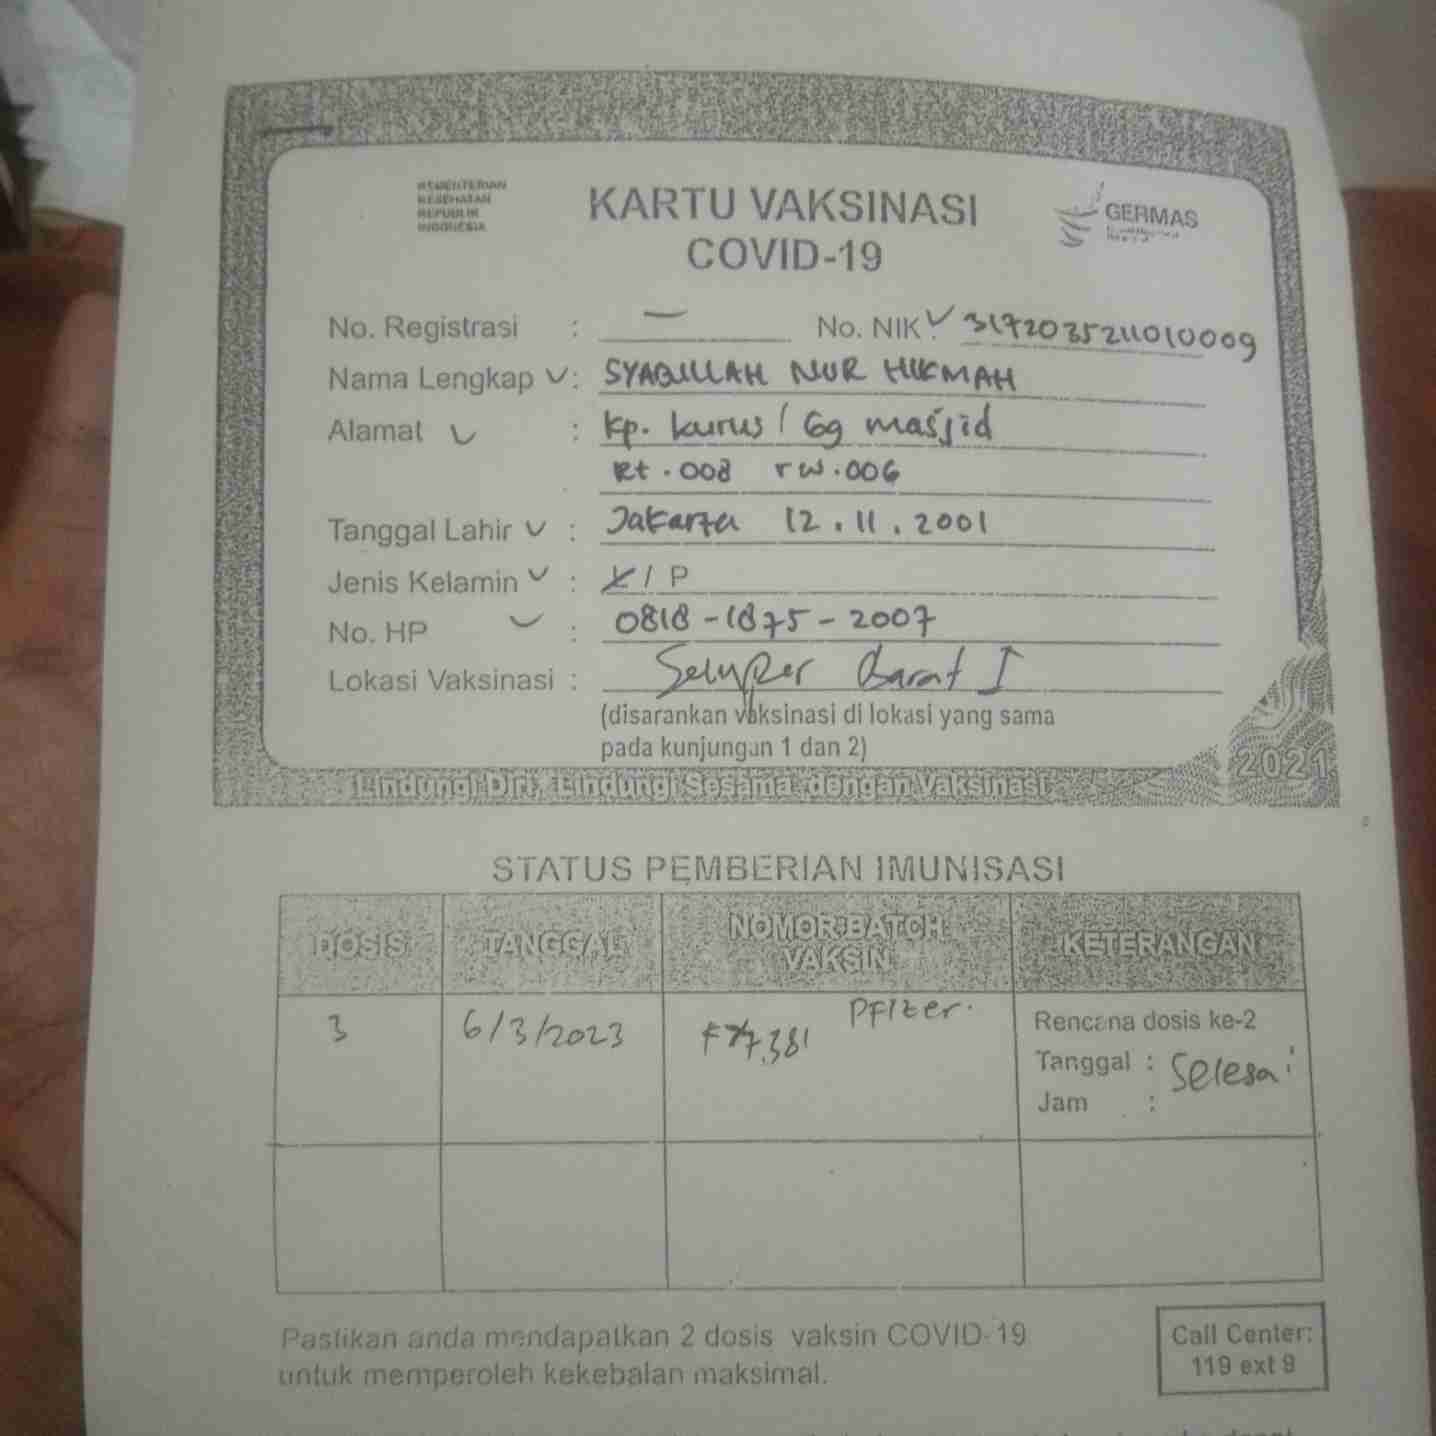 KEMENTERIAN
KESEHATAN
REPUBLIK
INDONESIA
KARTU VAKSINASI
COVID-19
GERMAS
No. Registrasi : — No. NIK : 3172035211010009
Nama Lengkap : SYABILLAH NUR HIKMAH
Alamat : Kp. kurus / Gg masjid
Rt . 008 rw . 006
Tanggal Lahir : Jakarta 12 . 11 . 2001
Jenis Kelamin : L / P
No. HP : 0818-1875-2007
Lokasi Vaksinasi : Semper Barat I
(disarankan vaksinasi di lokasi yang sama
pada kunjungan 1 dan 2)
2021
Lindungi Diri, Lindungi Sesama dengan Vaksinasi
STATUS PEMBERIAN IMUNISASI
DOSIS TANGGAL NOMOR BATCH VAKSIN KETERANGAN
3 6/3/2023 Pfizer. Rencana dosis ke-2
Tanggal : Selesai
Jam :
Pastikan anda mendapatkan 2 dosis vaksin COVID-19
untuk memperoleh kekebalan maksimal.
Call Center:
119 ext 9